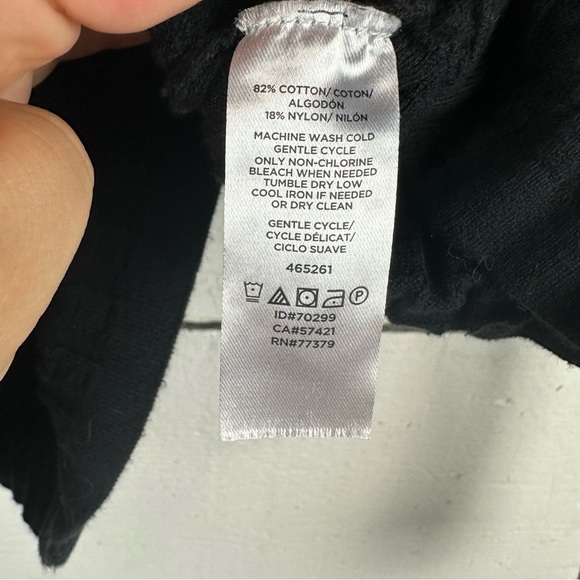 82% COTTON/ COTON/
ALGODÓN
18% NYLON/ NILÓN
MACHINE WASH COLD
GENTLE CYCLE
ONLY NON-CHLORINE
BLEACH WHEN NEEDED
TUMBLE DRY LOW
COOL IRON IF NEEDED
OR DRY CLEAN
GENTLE CYCLE/
CYCLE DÉLICAT/
CICLO SUAVE
465261
P
ID#70299
CA#57421
RN#77379